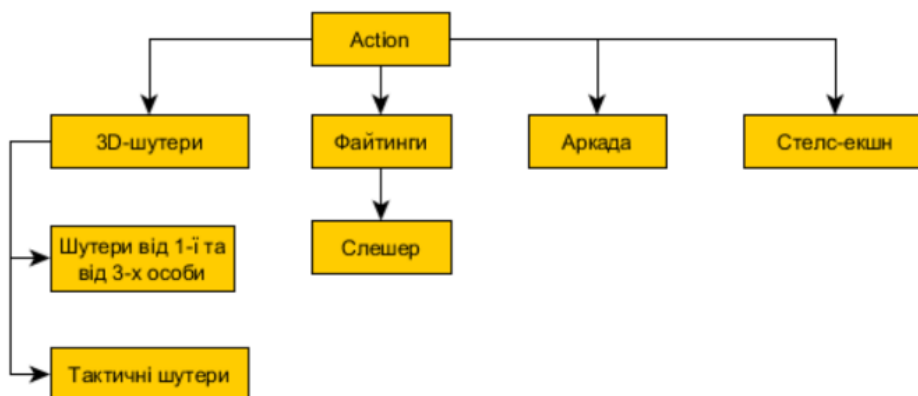 Action
3D-шутери
Файтинги
Аркада
Стелс-екшн
Шутери від 1-ї та
від 3-х особи
Слешер
Тактичні шутери